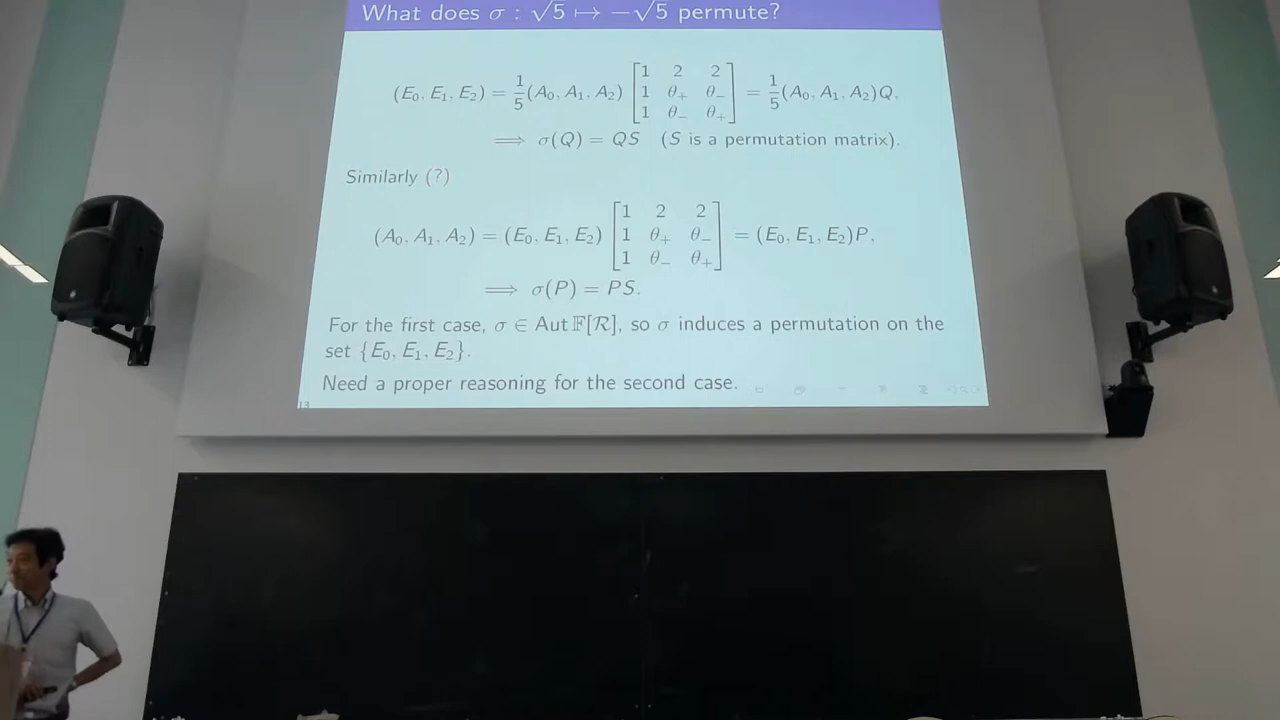 What does σ : √5 ↦ −√5 permute?
(E₀, E₁, E₂) = 1/5 (A₀, A₁, A₂) [1 2 2; 1 θ₊ θ₋; 1 θ₋ θ₊] = 1/5 (A₀, A₁, A₂)Q,
⟹ σ(Q) = QS (S is a permutation matrix).
Similarly (?)
(A₀, A₁, A₂) = (E₀, E₁, E₂) [1 2 2; 1 θ₊ θ₋; 1 θ₋ θ₊] = (E₀, E₁, E₂)P,
⟹ σ(P) = PS.
For the first case, σ ∈ Aut 𝔽[ℛ], so σ induces a permutation on the
set {E₀, E₁, E₂}.
Need a proper reasoning for the second case.
13